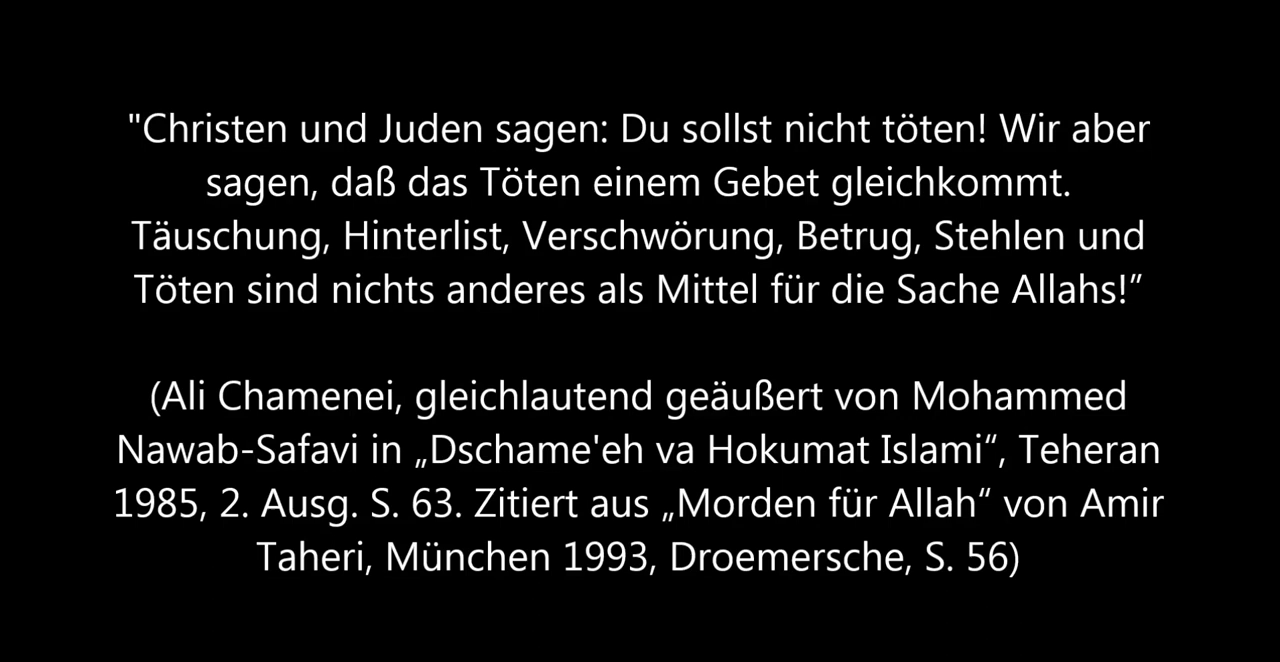 "Christen und Juden sagen: Du sollst nicht töten! Wir aber
sagen, daß das Töten einem Gebet gleichkommt.
Täuschung, Hinterlist, Verschwörung, Betrug, Stehlen und
Töten sind nichts anderes als Mittel für die Sache Allahs!”
(Ali Chamenei, gleichlautend geäußert von Mohammed
Nawab-Safavi in „Dschame'eh va Hokumat Islami“, Teheran
1985, 2. Ausg. S. 63. Zitiert aus „Morden für Allah“ von Amir
Taheri, München 1993, Droemersche, S. 56)